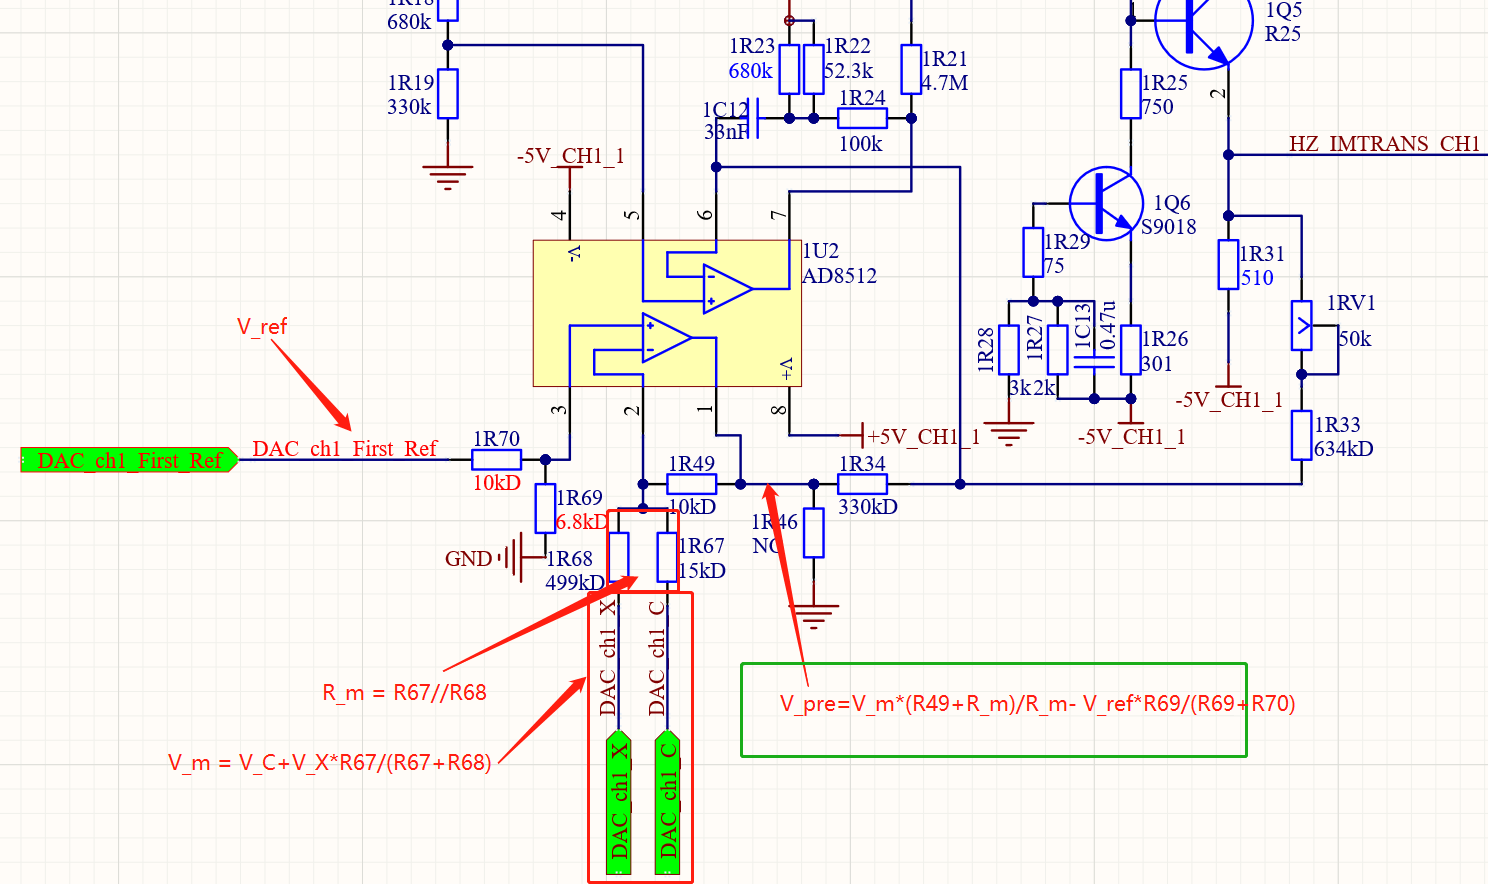 680k
1Q5
R25
1R23
680k
1R22
52.3k
1R21
4.7M
1R19
330k
1R24
100k
1C12
33nF
1R25
750
2
HZ_IMTRANS_CH1
-5V_CH1_1
4
5
6
7
V-
1U2
AD8512
V+
1Q6
S9018
1R29
75
1R31
510
1RV1
50k
1R28
3k
1R27
2k
1C13
0.47u
1R26
301
-5V_CH1_1
-5V_CH1_1
1R33
634kD
V_ref
3
2
1
8
+5V_CH1_1
DAC_ch1_First_Ref
DAC_ch1_First_Ref
1R70
10kD
1R49
10kD
1R34
330kD
1R69
6.8kD
1R46
GND
1R68
499kD
1R67
15kD
DAC_ch1_X
DAC_ch1_C
R_m = R67//R68
V_pre=V_m*(R49+R_m)/R_m- V_ref*R69/(R69+R70)
V_m = V_C+V_X*R67/(R67+R68)
DAC_ch1_X
DAC_ch1_C